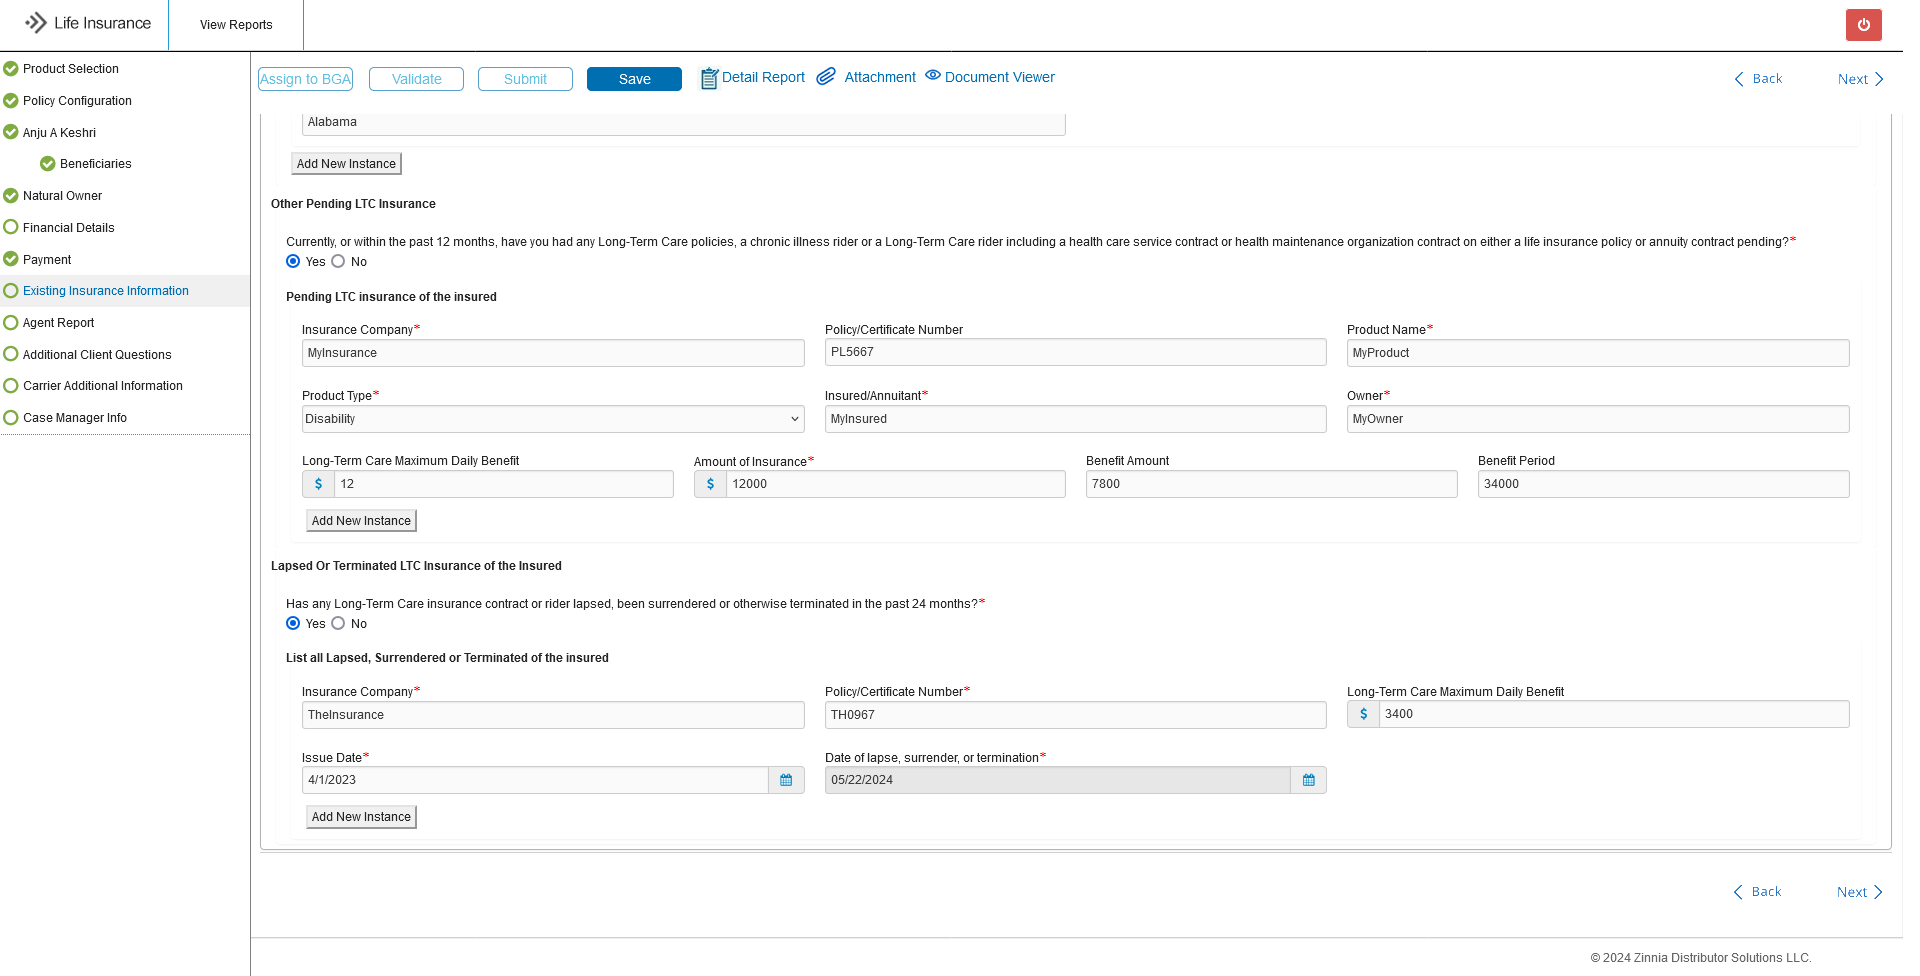 Life Insurance
View Reports
Product Selection
Policy Configuration
Anju A Keshri
Beneficiaries
Natural Owner
Financial Details
Payment
Existing Insurance Information
Agent Report
Additional Client Questions
Carrier Additional Information
Case Manager Info
Assign to BGA Validate Submit Save Detail Report Attachment Document Viewer Back Next
Alabama
Add New Instance
Other Pending LTC Insurance
Currently, or within the past 12 months, have you had any Long-Term Care policies, a chronic illness rider or a Long-Term Care rider including a health care service contract or health maintenance organization contract on either a life insurance policy or annuity contract pending?*
Yes No
Pending LTC insurance of the insured
Insurance Company* Policy/Certificate Number Product Name*
MyInsurance PL5667 MyProduct
Product Type* Insured/Annuitant* Owner*
Disability MyInsured MyOwner
Long-Term Care Maximum Daily Benefit Amount of Insurance* Benefit Amount Benefit Period
$ 12 $ 12000 7800 34000
Add New Instance
Lapsed Or Terminated LTC Insurance of the Insured
Has any Long-Term Care insurance contract or rider lapsed, been surrendered or otherwise terminated in the past 24 months?*
Yes No
List all Lapsed, Surrendered or Terminated of the insured
Insurance Company* Policy/Certificate Number* Long-Term Care Maximum Daily Benefit
TheInsurance TH0967 $ 3400
Issue Date* Date of lapse, surrender, or termination*
4/1/2023 05/22/2024
Add New Instance
Back Next
© 2024 Zinnia Distributor Solutions LLC.